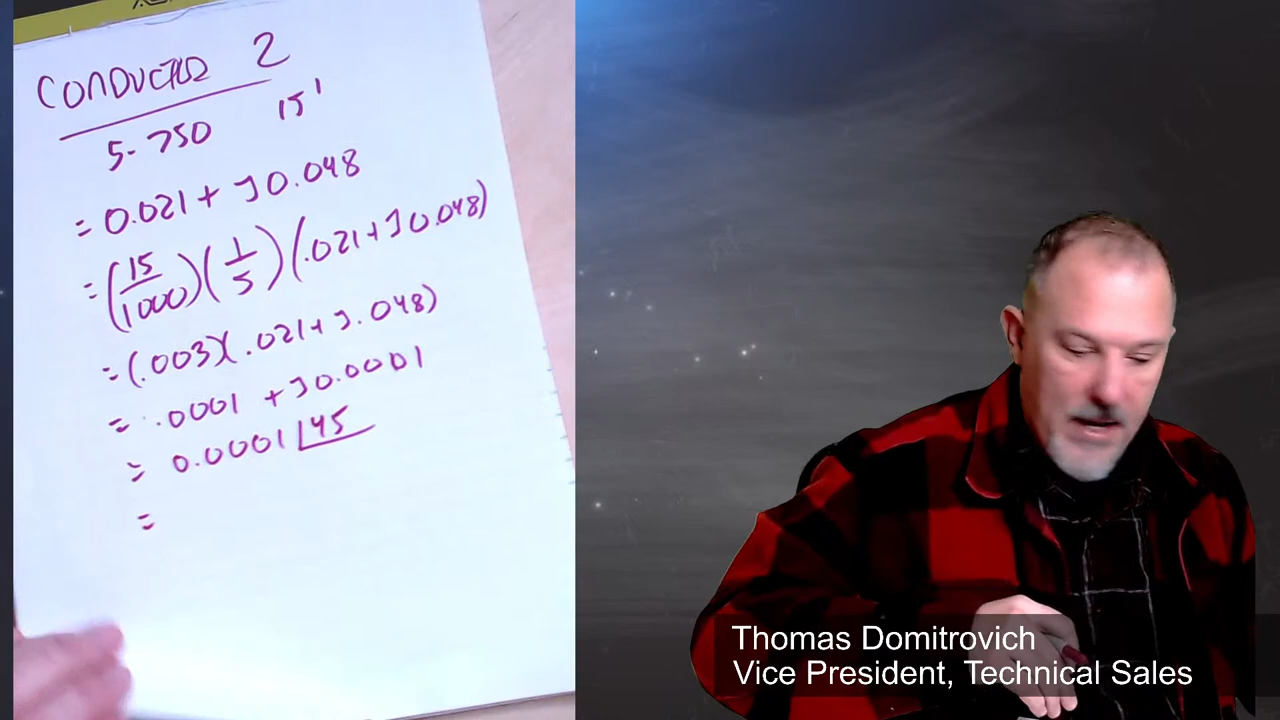 CONDUCTOR 2
5-750 15'
= 0.021 + J0.048
= (15/1000)(1/5)(.021+J0.048)
= (.003)(.021+J.048)
= .0001 + J0.0001
= 0.0001 ∠45
=
Thomas Domitrovich
Vice President, Technical Sales